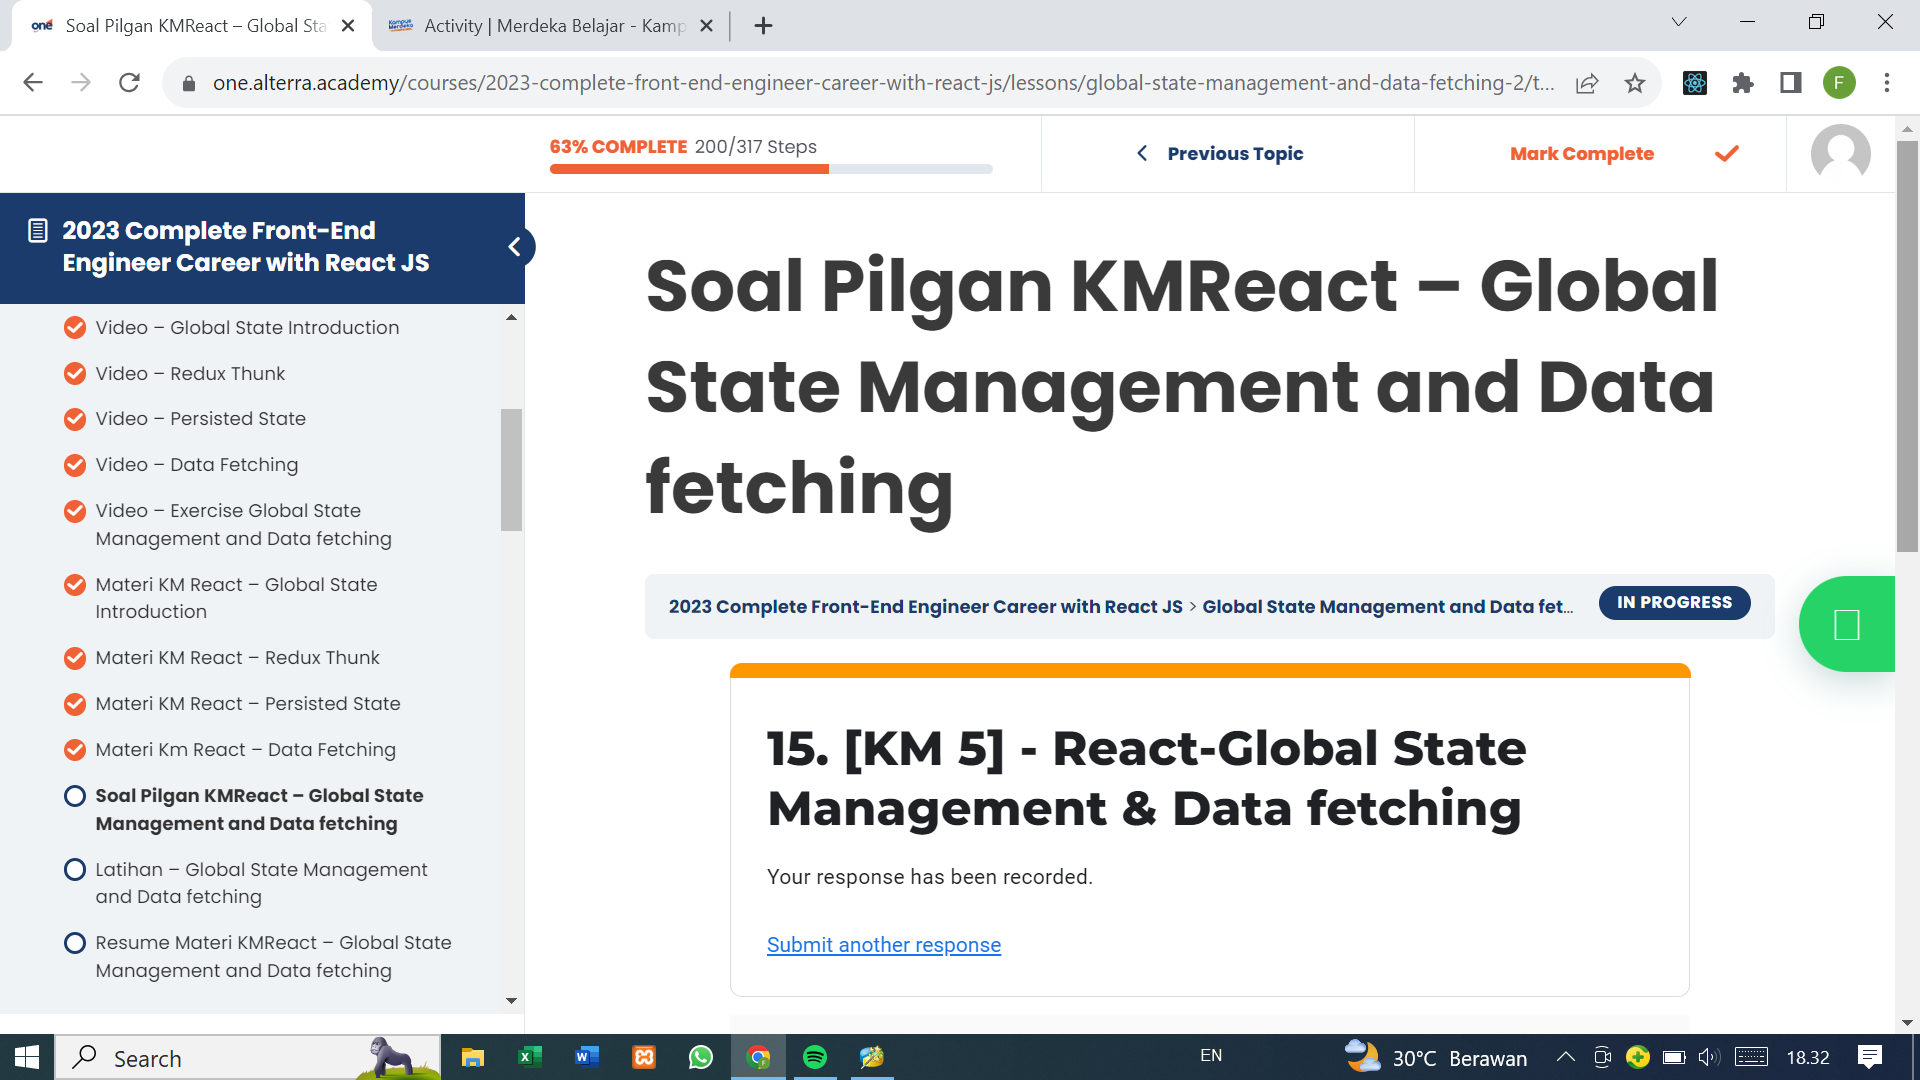 one Soal Pilgan KMReact – Global Sta
Kampus Merdeka Activity | Merdeka Belajar - Kamp
one.alterra.academy/courses/2023-complete-front-end-engineer-career-with-react-js/lessons/global-state-management-and-data-fetching-2/t...
F
63% COMPLETE 200/317 Steps
Previous Topic
Mark Complete
2023 Complete Front-End
Engineer Career with React JS
Video – Global State Introduction
Video – Redux Thunk
Video – Persisted State
Video – Data Fetching
Video – Exercise Global State
Management and Data fetching
Materi KM React – Global State
Introduction
Materi KM React – Redux Thunk
Materi KM React – Persisted State
Materi Km React – Data Fetching
Soal Pilgan KMReact – Global State
Management and Data fetching
Latihan – Global State Management
and Data fetching
Resume Materi KMReact – Global State
Management and Data fetching
Soal Pilgan KMReact – Global
State Management and Data
fetching
2023 Complete Front-End Engineer Career with React JS > Global State Management and Data fet...
IN PROGRESS
15. [KM 5] - React-Global State
Management & Data fetching
Your response has been recorded.
Submit another response
Search
EN
30°C Berawan
18.32